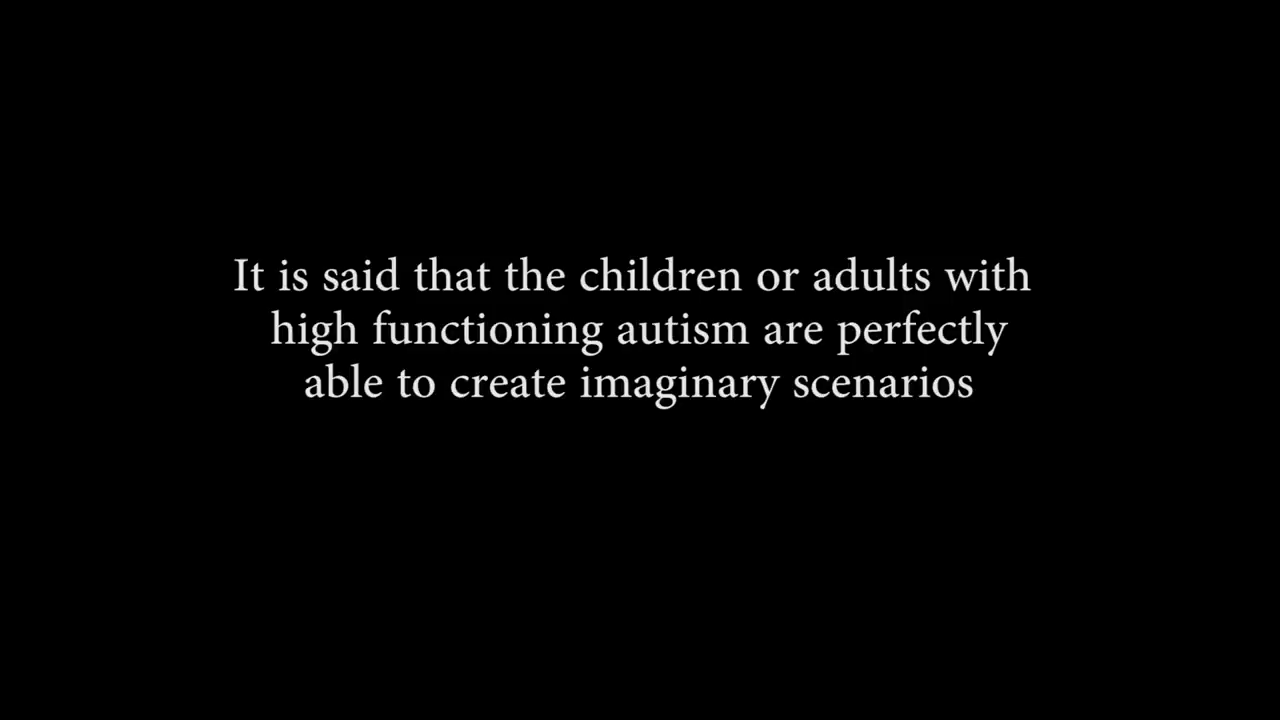 It is said that the children or adults with
high functioning autism are perfectly
able to create imaginary scenarios